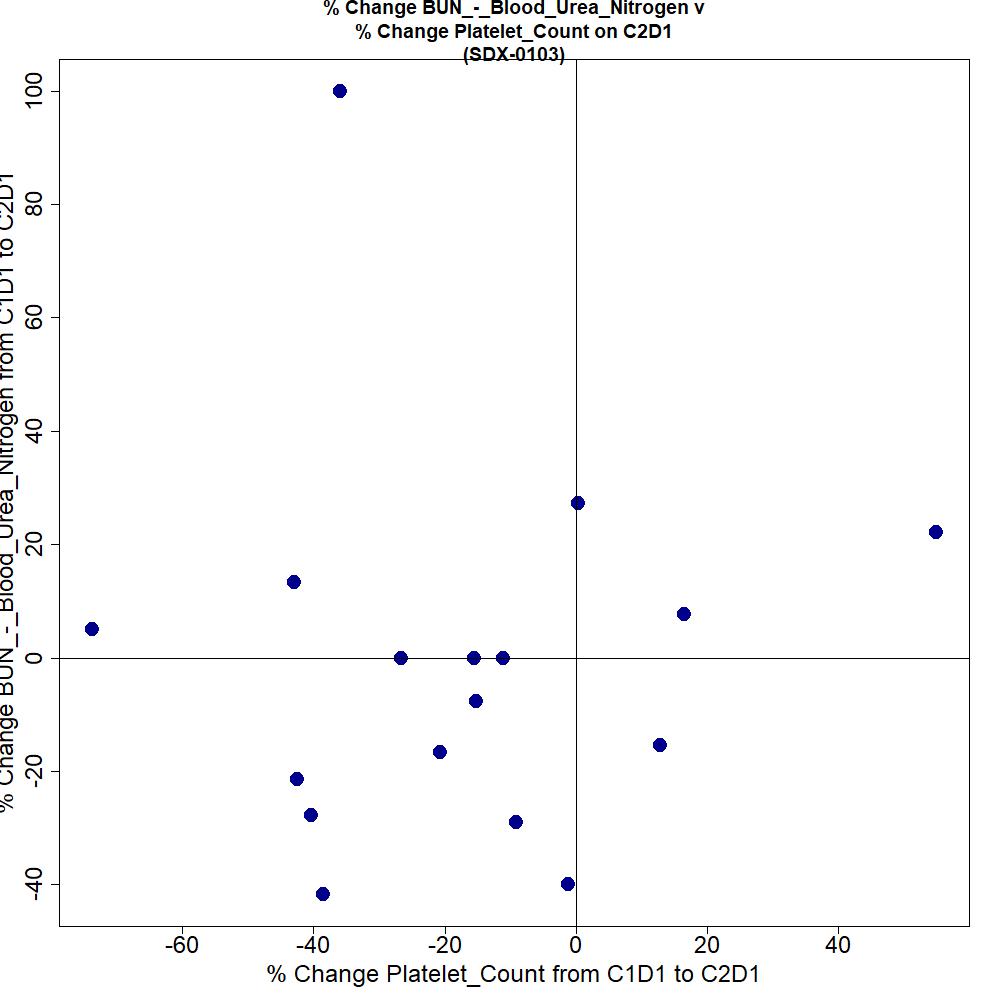 % Change BUN_-_Blood_Urea_Nitrogen v
% Change Platelet_Count on C2D1
(SDX-0103)
% Change BUN_-_Blood_Urea_Nitrogen from C1D1 to C2D1
100
80
60
40
20
0
-20
-40
-60
-40
-20
0
20
40
% Change Platelet_Count from C1D1 to C2D1